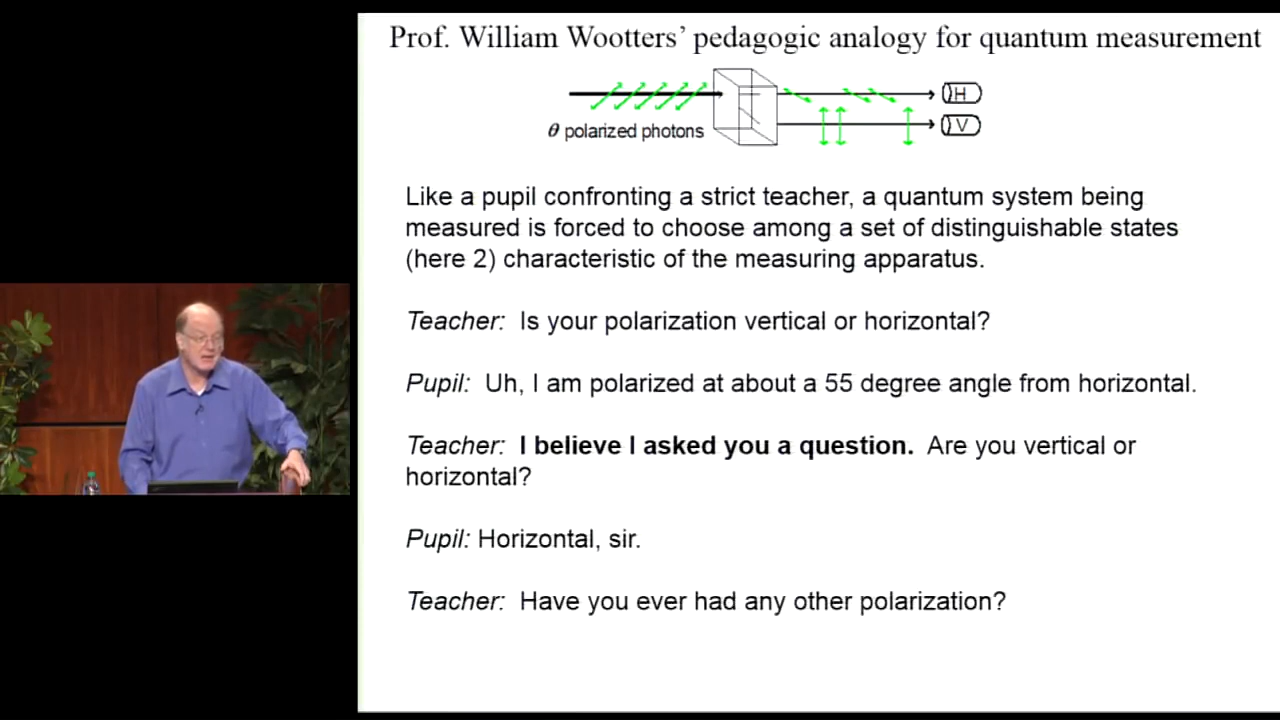 Prof. William Wootters’ pedagogic analogy for quantum measurement
H
θ polarized photons
V
Like a pupil confronting a strict teacher, a quantum system being
measured is forced to choose among a set of distinguishable states
(here 2) characteristic of the measuring apparatus.
Teacher: Is your polarization vertical or horizontal?
Pupil: Uh, I am polarized at about a 55 degree angle from horizontal.
Teacher: I believe I asked you a question. Are you vertical or
horizontal?
Pupil: Horizontal, sir.
Teacher: Have you ever had any other polarization?